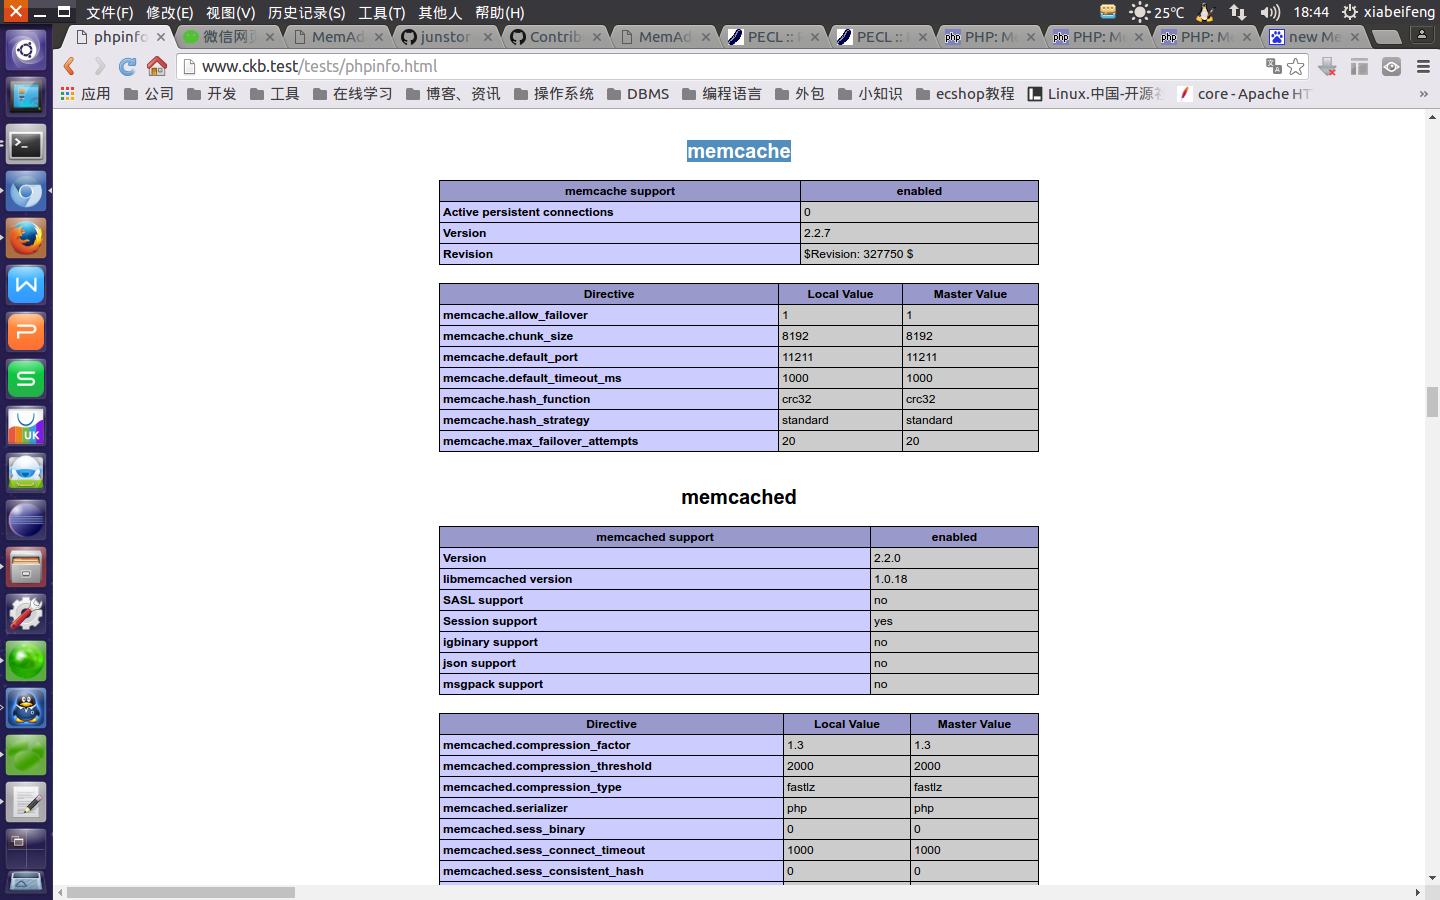 文件(F) 修改(E) 视图(V) 历史记录(S) 工具(T) 其他人 帮助(H) 25℃ 18:44 xiabeifeng
phpinfo 微信网 MemAd junstor Contrib MemAd PECL :: PECL :: PHP: M PHP: M PHP: M new Me
www.ckb.test/tests/phpinfo.html
应用 公司 开发 工具 在线学习 博客、资讯 操作系统 DBMS 编程语言 外包 小知识 ecshop教程 Linux.中国-开源 core - Apache HT »
memcache
memcache support enabled
Active persistent connections 0
Version 2.2.7
Revision $Revision: 327750 $
Directive Local Value Master Value
memcache.allow_failover 1 1
memcache.chunk_size 8192 8192
memcache.default_port 11211 11211
memcache.default_timeout_ms 1000 1000
memcache.hash_function crc32 crc32
memcache.hash_strategy standard standard
memcache.max_failover_attempts 20 20
memcached
memcached support enabled
Version 2.2.0
libmemcached version 1.0.18
SASL support no
Session support yes
igbinary support no
json support no
msgpack support no
Directive Local Value Master Value
memcached.compression_factor 1.3 1.3
memcached.compression_threshold 2000 2000
memcached.compression_type fastlz fastlz
memcached.serializer php php
memcached.sess_binary 0 0
memcached.sess_connect_timeout 1000 1000
memcached.sess_consistent_hash 0 0